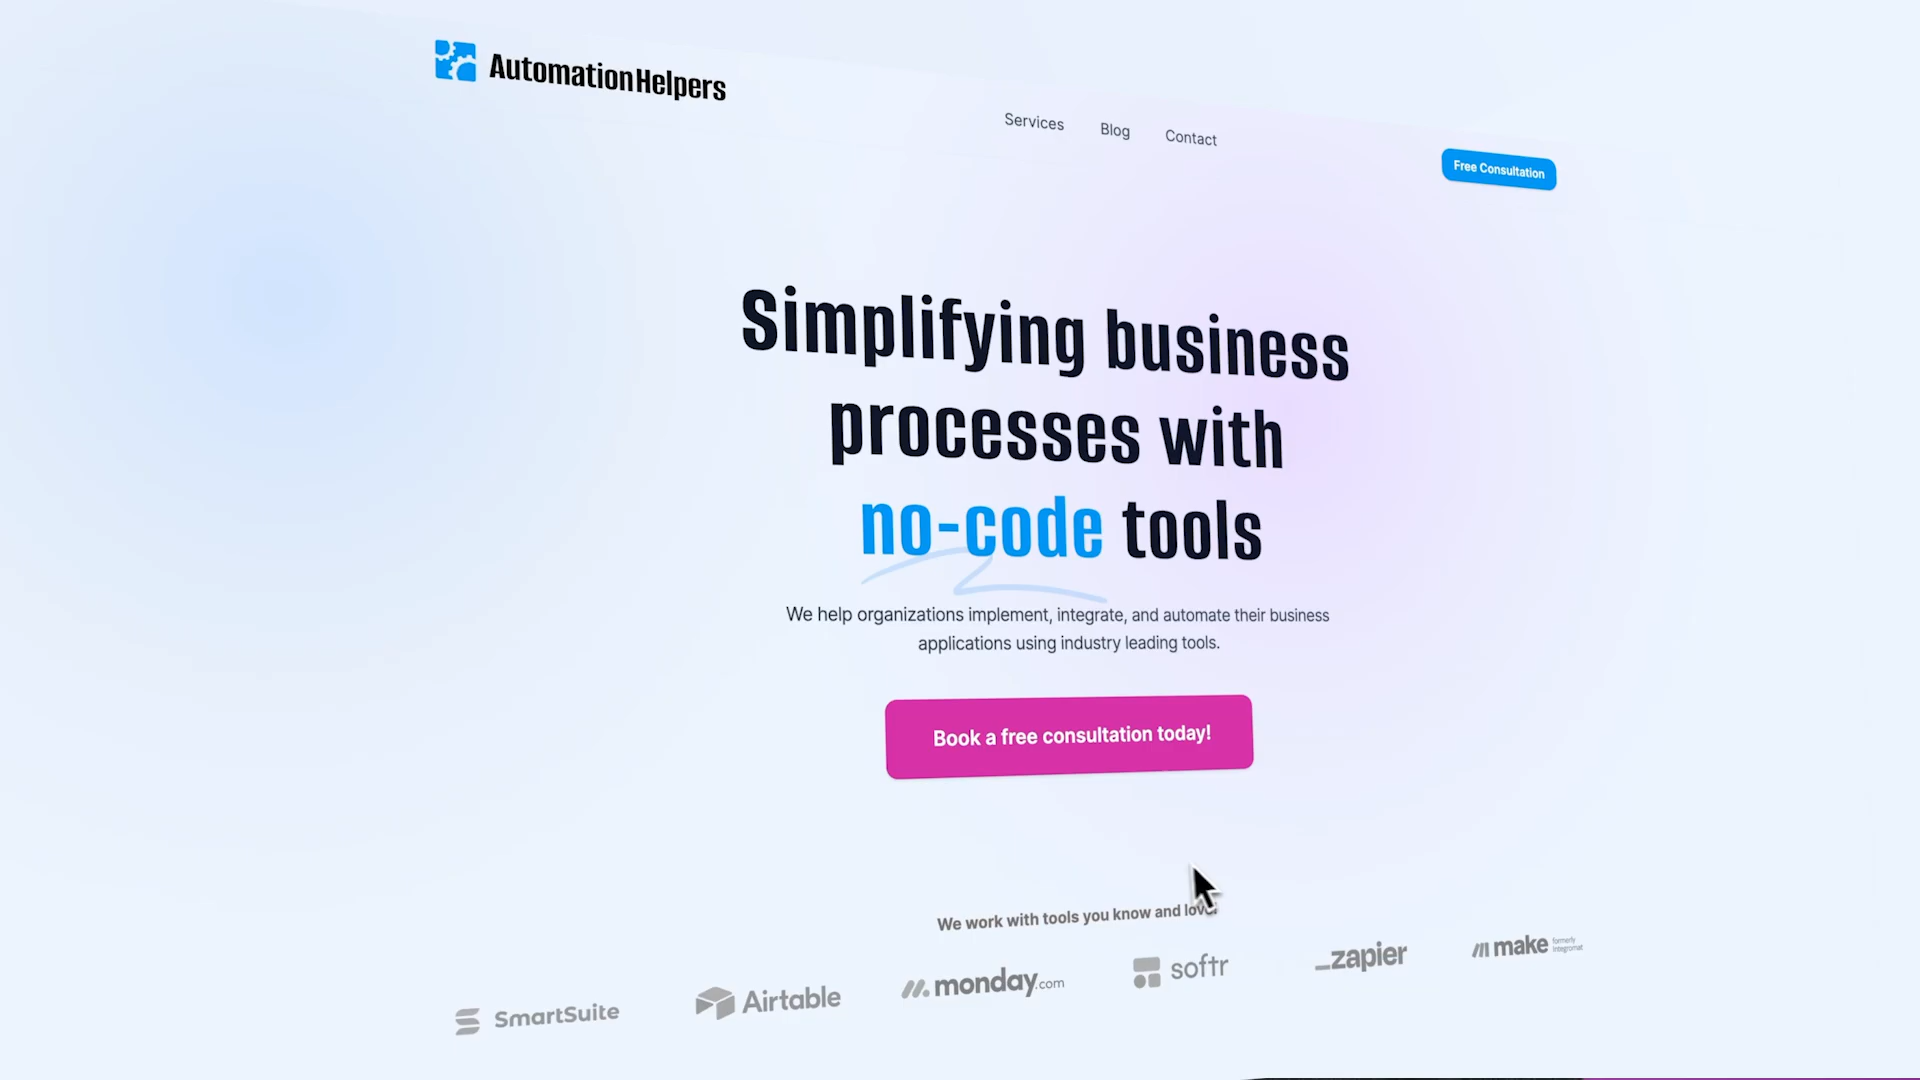 AutomationHelpers
Services
Blog
Contact
Free Consultation
Simplifying business
processes with
no-code tools
We help organizations implement, integrate, and automate their business
applications using industry leading tools.
Book a free consultation today!
We work with tools you know and love!
SmartSuite
Airtable
monday.com
softr
zapier
make formerly
Integromat